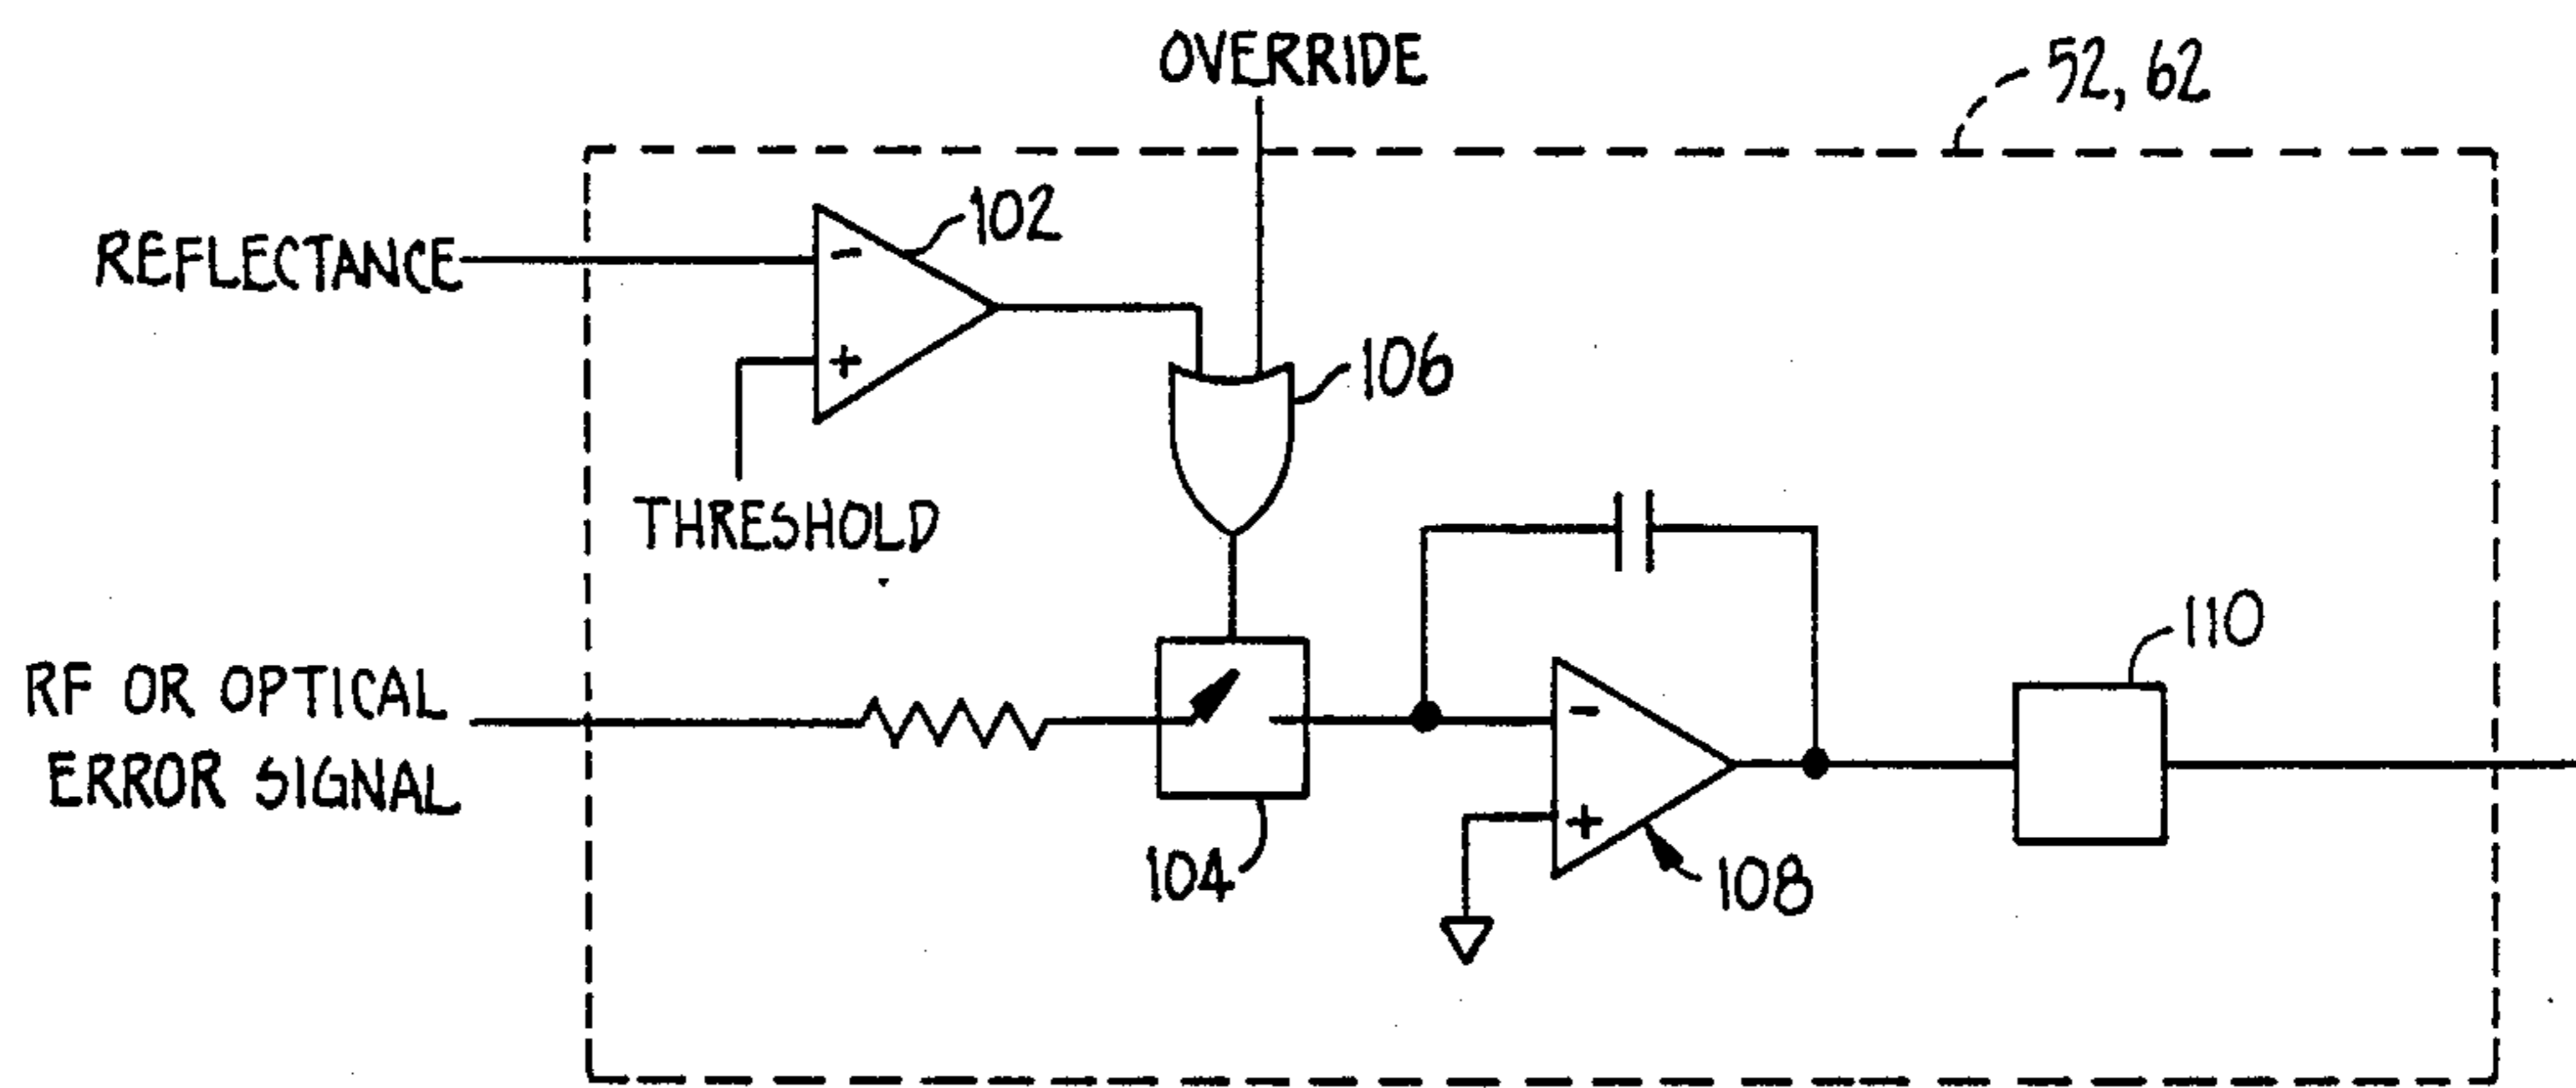 OVERRIDE
52, 62
REFLECTANCE
-
102
+
106
THRESHOLD
RF OR OPTICAL
ERROR SIGNAL
104
-
+
108
110